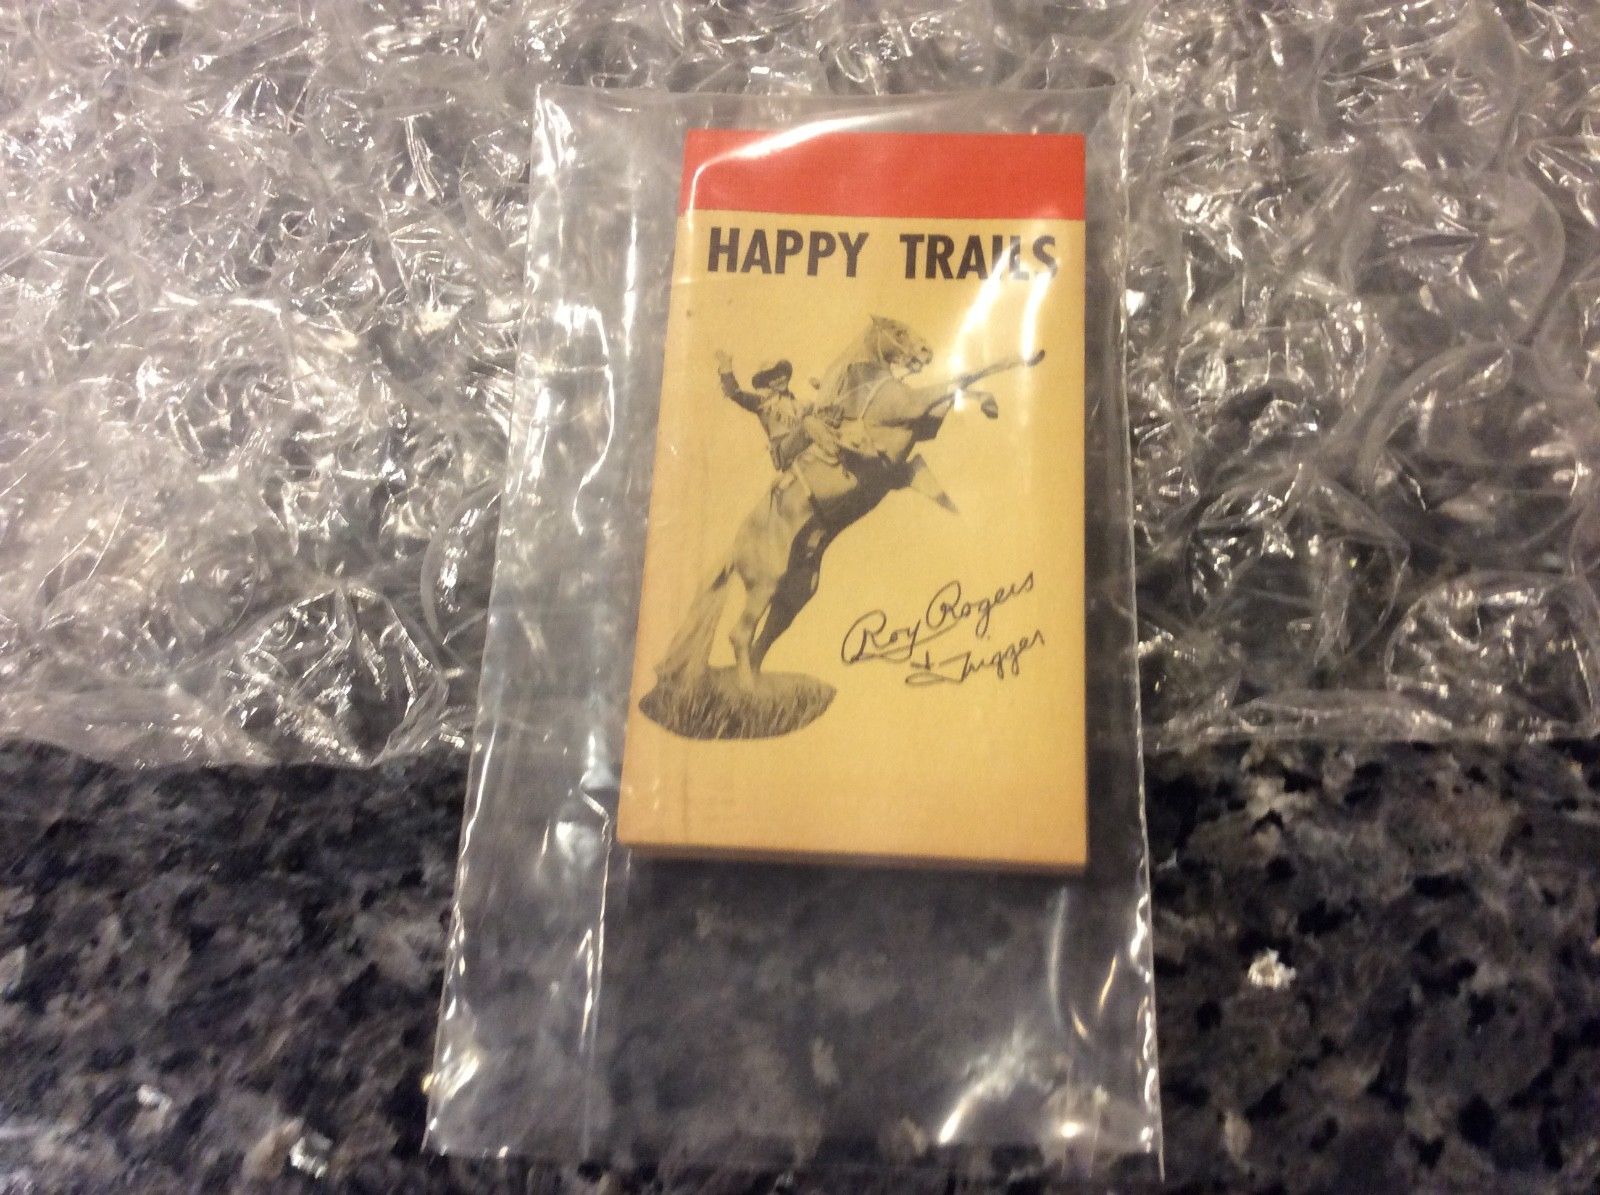 HAPPY TRAILS
Roy Rogers
& Trigger